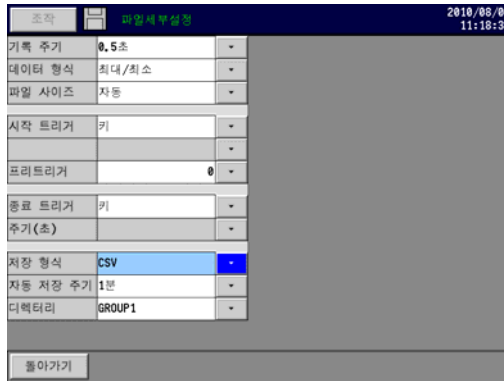 조작 파일세부설정 2010/08/0
11:18:3
기록 주기 0.5초
데이터 형식 최대/최소
파일 사이즈 자동
시작 트리거 키
프리트리거 0
종료 트리거 키
주기(초)
저장 형식 CSV
자동 저장 주기 1분
디렉터리 GROUP1
돌아가기